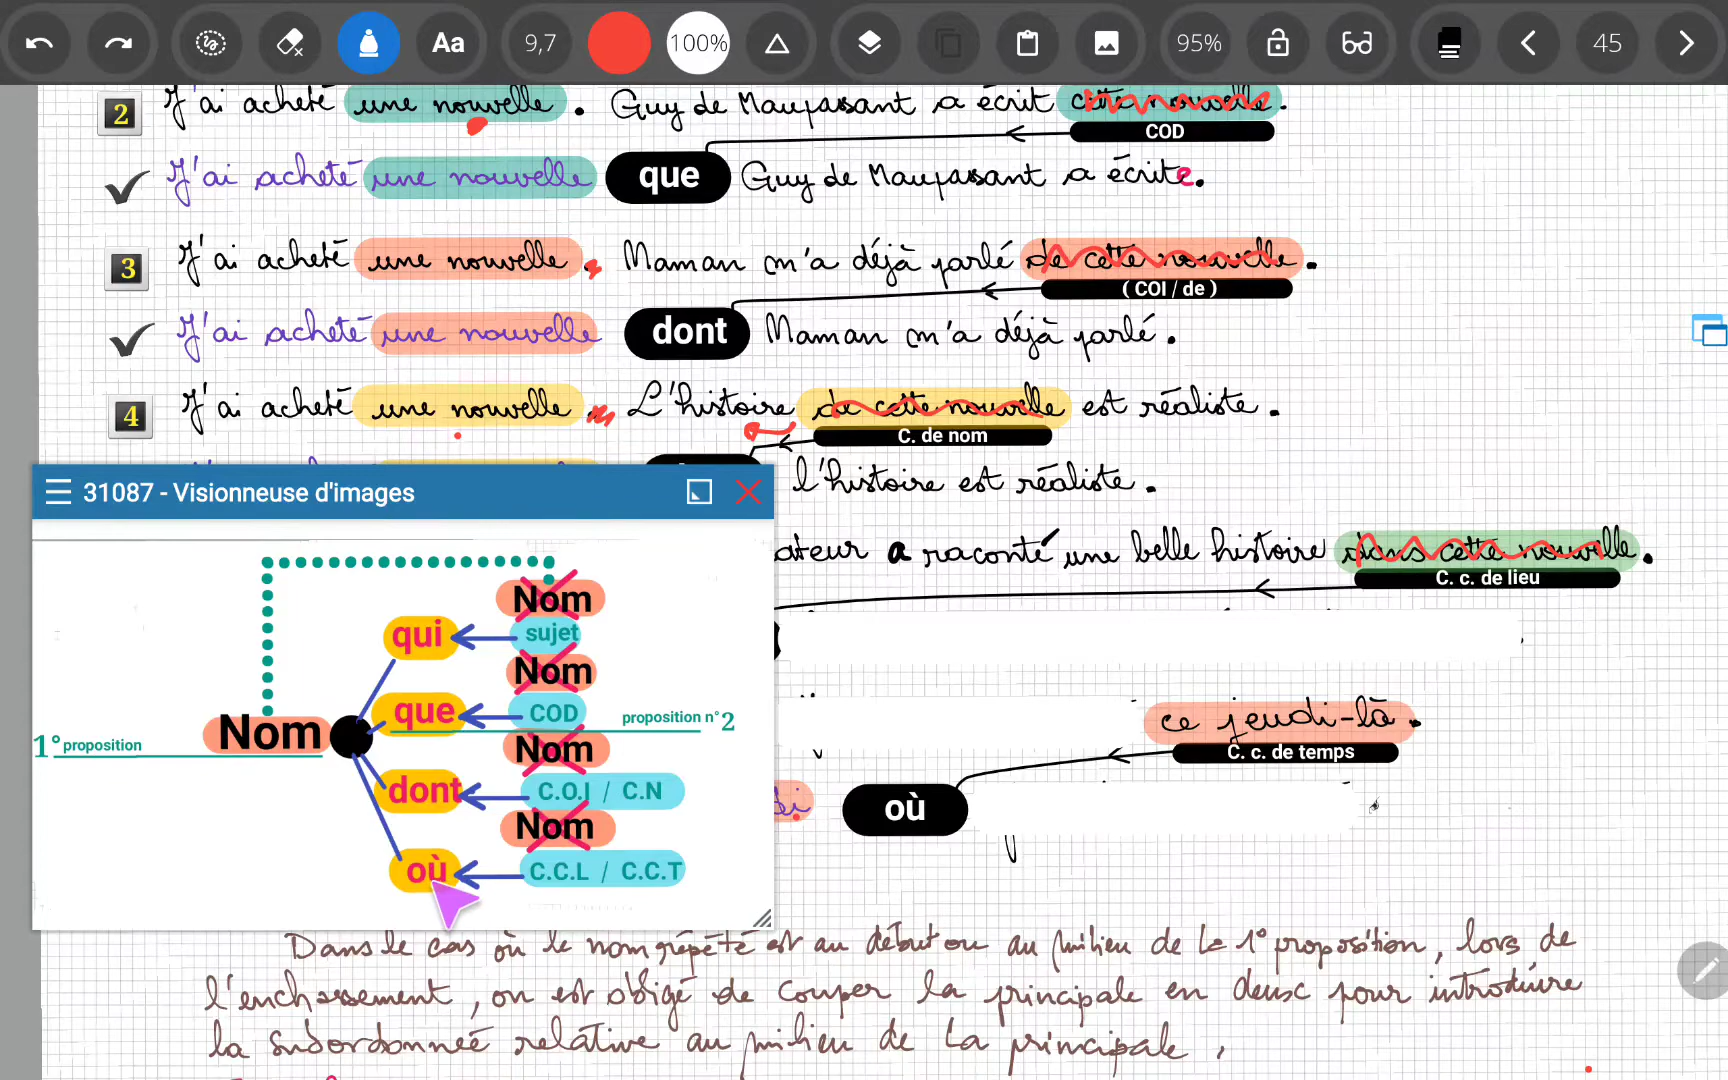 9,7 100% 95% 45
Aa
2 J'ai acheté une nouvelle. Guy de Maupassant a écrit cette nouvelle.
COD
J'ai acheté une nouvelle que Guy de Maupassant a écrite.
3 J'ai acheté une nouvelle. Maman m'a déjà parlé de cette nouvelle.
( COI / de )
J'ai acheté une nouvelle dont Maman m'a déjà parlé.
4 J'ai acheté une nouvelle. L'histoire de cette nouvelle est réaliste.
C. de nom
l'histoire est réaliste.
31087 - Visionneuse d'images
ateur a raconté une belle histoire dans cette nouvelle.
C. c. de lieu
Nom
qui sujet
Nom
que COD proposition n°2
Nom
1° proposition
Nom
dont C.O.I / C.N
Nom
où C.C.L / C.C.T
ce jeudi-là.
C. c. de temps
di où
Dans le cas où le nom répété est au début ou au milieu de la 1° proposition, lors de
l'enchassement, on est obligé de couper la principale en deux pour introduire
la subordonnée relative au milieu de la principale,